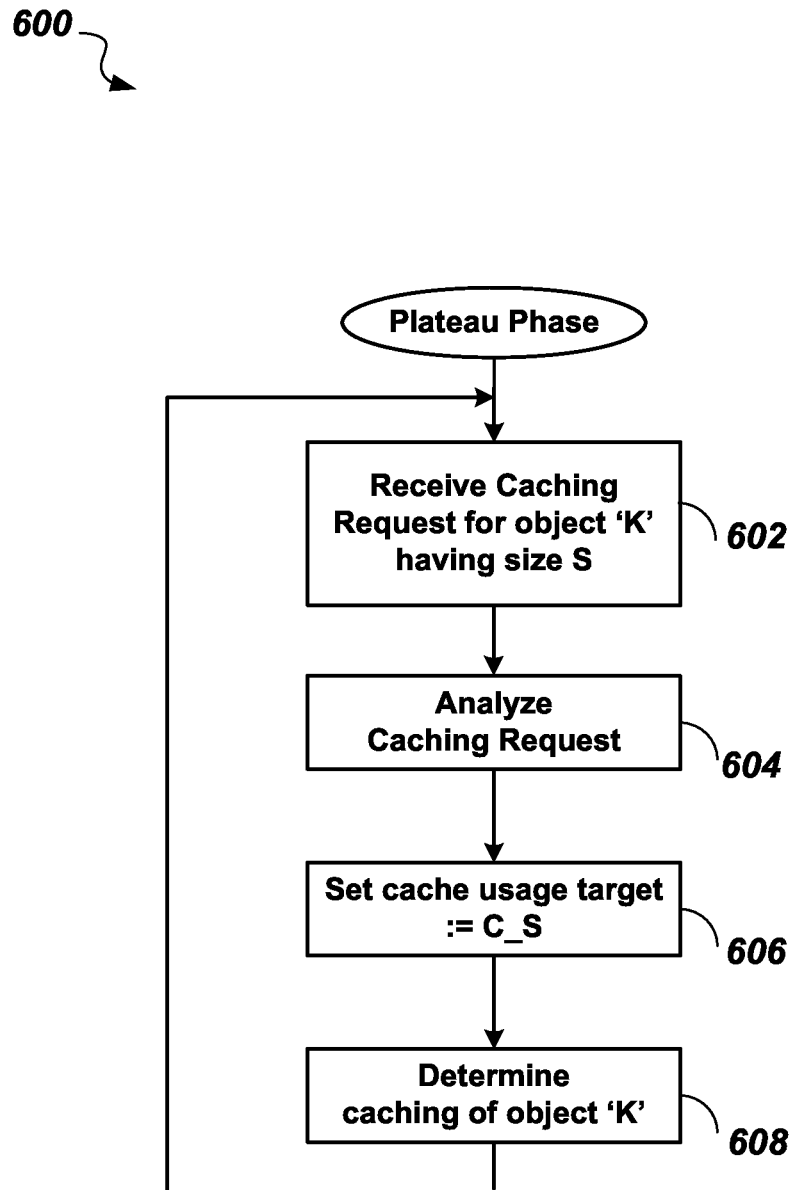 600
Plateau Phase
Receive Caching
Request for object ‘K’
having size S
602
Analyze
Caching Request
604
Set cache usage target
:= C_S
606
Determine
caching of object ‘K’
608